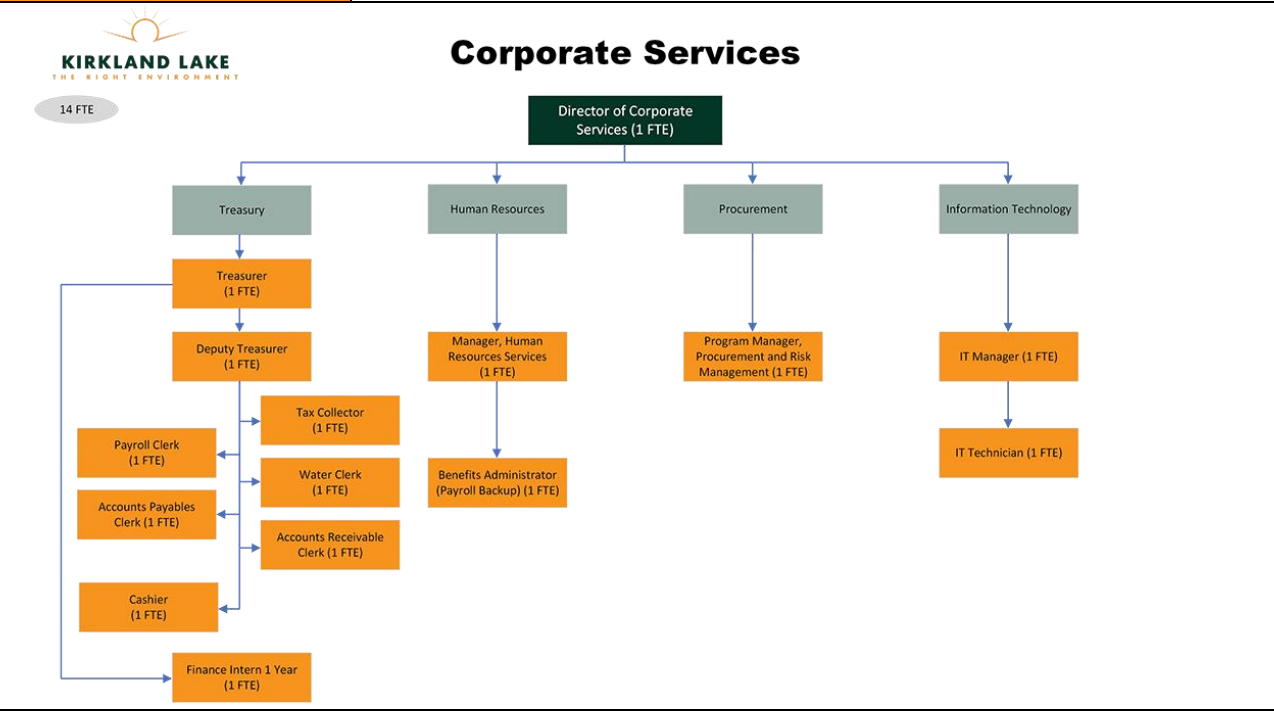 KIRKLAND LAKE
THE RIGHT ENVIRONMENT
Corporate Services
14 FTE
Director of Corporate
Services (1 FTE)
Treasury
Human Resources
Procurement
Information Technology
Treasurer
(1 FTE)
Deputy Treasurer
(1 FTE)
Manager, Human
Resources Services
(1 FTE)
Program Manager,
Procurement and Risk
Management (1 FTE)
IT Manager (1 FTE)
Tax Collector
(1 FTE)
Payroll Clerk
(1 FTE)
Water Clerk
(1 FTE)
Benefits Administrator
(Payroll Backup) (1 FTE)
IT Technician (1 FTE)
Accounts Payables
Clerk (1 FTE)
Accounts Receivable
Clerk (1 FTE)
Cashier
(1 FTE)
Finance Intern 1 Year
(1 FTE)